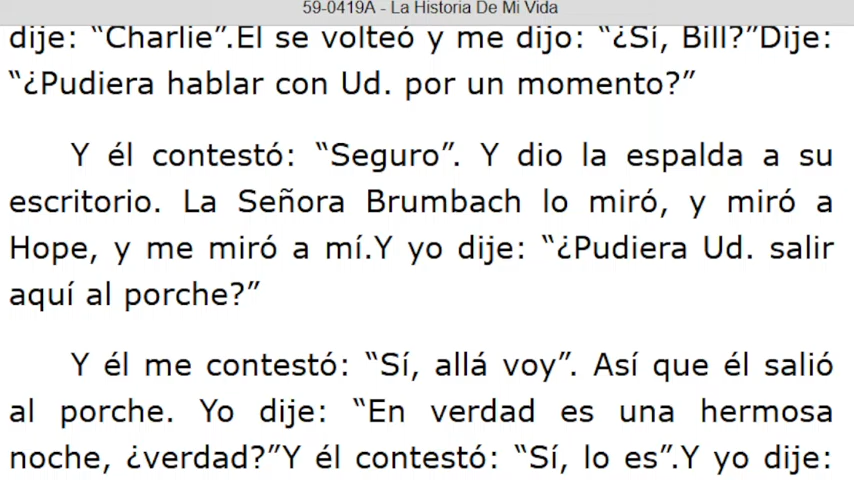 59-0419A - La Historia De Mi Vida
dije: “Charlie”.El se volteó y me dijo: “¿Sí, Bill?”Dije:
“¿Pudiera hablar con Ud. por un momento?”
Y él contestó: “Seguro”. Y dio la espalda a su
escritorio. La Señora Brumbach lo miró, y miró a
Hope, y me miró a mí.Y yo dije: “¿Pudiera Ud. salir
aquí al porche?”
Y él me contestó: “Sí, allá voy”. Así que él salió
al porche. Yo dije: “En verdad es una hermosa
noche, ¿verdad?”Y él contestó: “Sí, lo es”.Y yo dije: